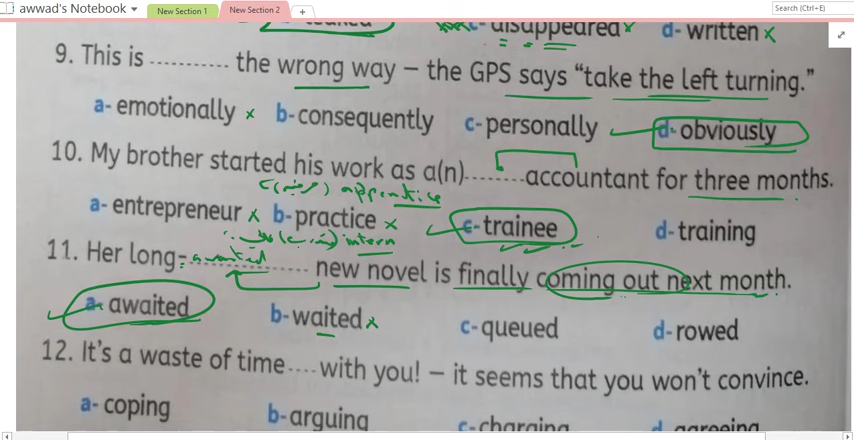 awwad's Notebook
New Section 1
New Section 2
Search (Ctrl+E)
c- disappeared x d- written x
9. This is ............ the wrong way – the GPS says “take the left turning.”
a- emotionally x b- consequently c- personally d- obviously
10. My brother started his work as a(n)........accountant for three months.
apprentice
a- entrepreneur x b- practice x c- trainee d- training
intern
11. Her long-................ new novel is finally coming out next month.
a- awaited b- waited x c- queued d- rowed
12. It's a waste of time .... with you! – it seems that you won't convince.
a- coping b- arguing c- charging d- agreeing